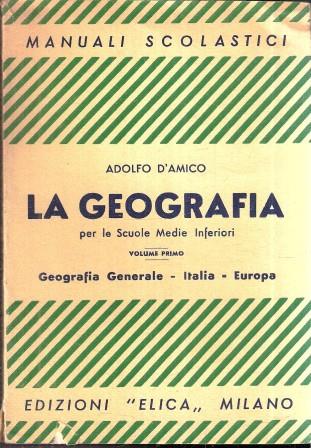 MANUALI SCOLASTICI
ADOLFO D'AMICO
LA GEOGRAFIA
per le Scuole Medie Inferiori
VOLUME PRIMO
Geografia Generale - Italia - Europa
EDIZIONI "ELICA„ MILANO